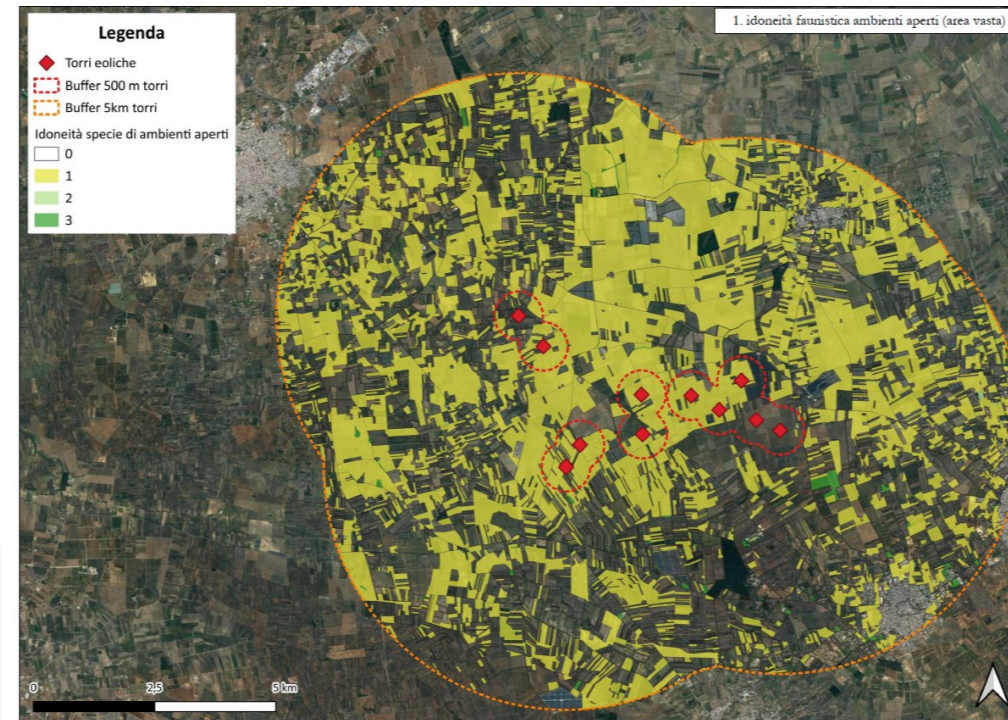 1. idoneità faunistica ambienti aperti (area vasta)
Legenda
Torri eoliche
Buffer 500 m torri
Buffer 5km torri
Idoneità specie di ambienti aperti
0
1
2
3
0
2,5
5 km